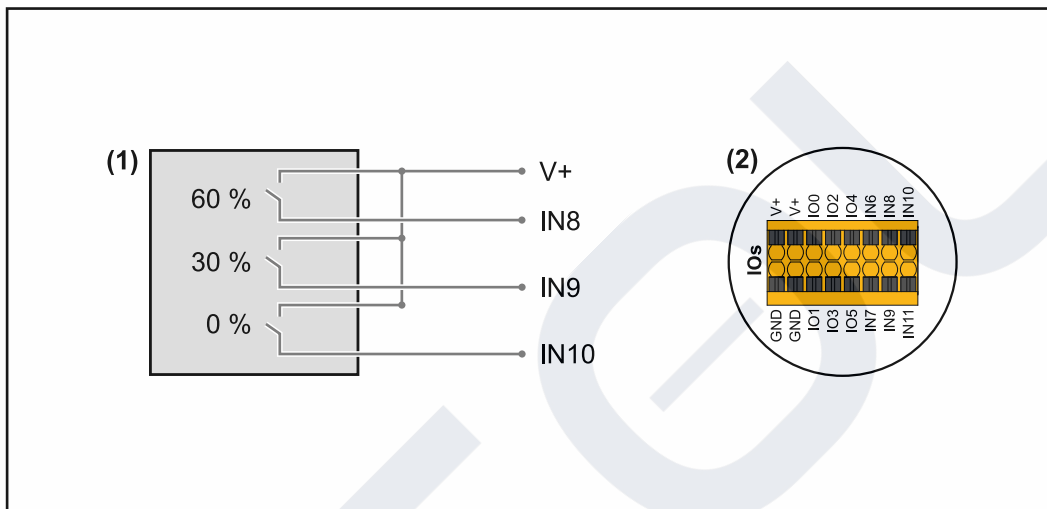 (1)
60 %
30 %
0 %
V+
IN8
IN9
IN10
(2)
V+ V+ IO0 IO2 IO4 IN6 IN8 IN10
IOs
GND GND IO1 IO3 IO5 IN7 IN9 IN11